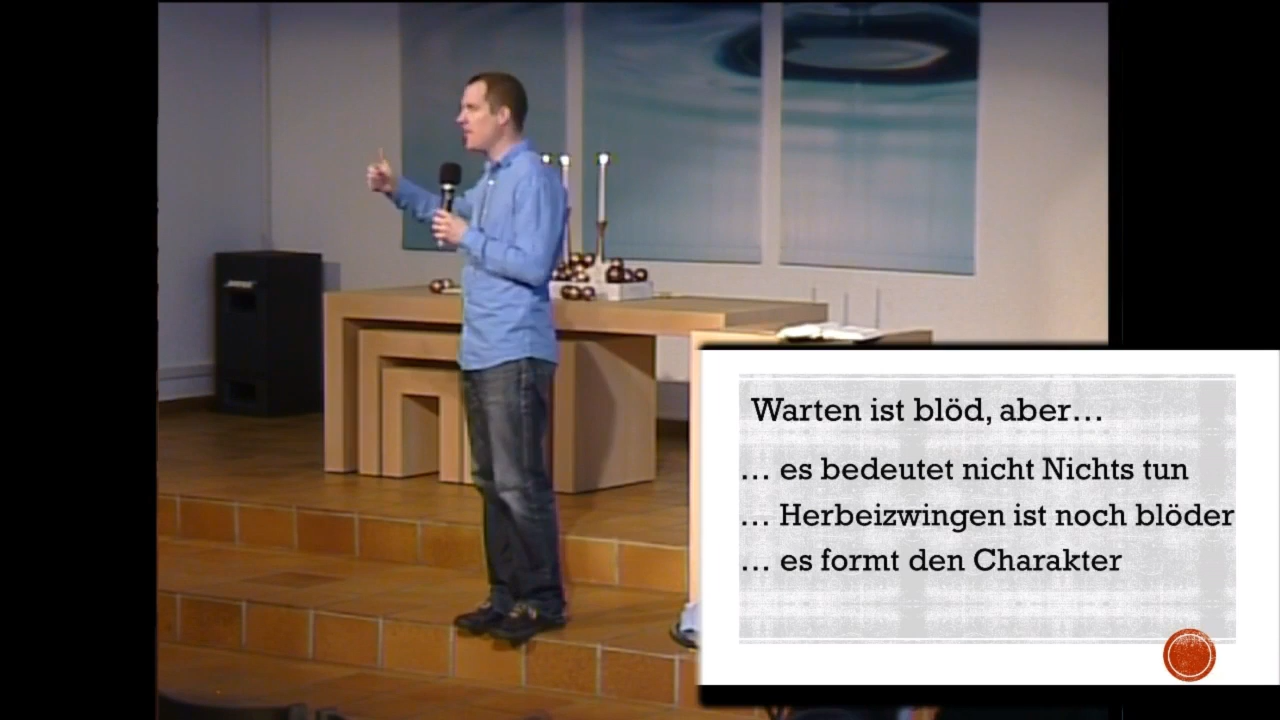 Warten ist blöd, aber…
… es bedeutet nicht Nichts tun
… Herbeizwingen ist noch blöder
… es formt den Charakter